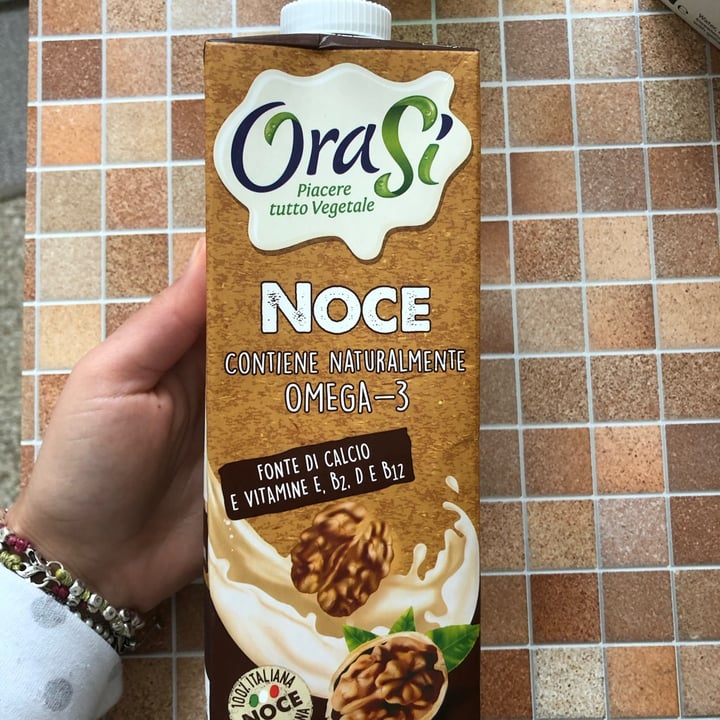 OraSì
Piacere
tutto Vegetale
NOCE
CONTIENE NATURALMENTE
OMEGA-3
FONTE DI CALCIO
E VITAMINE E, B2, D E B12
100% ITALIANA
NOCE